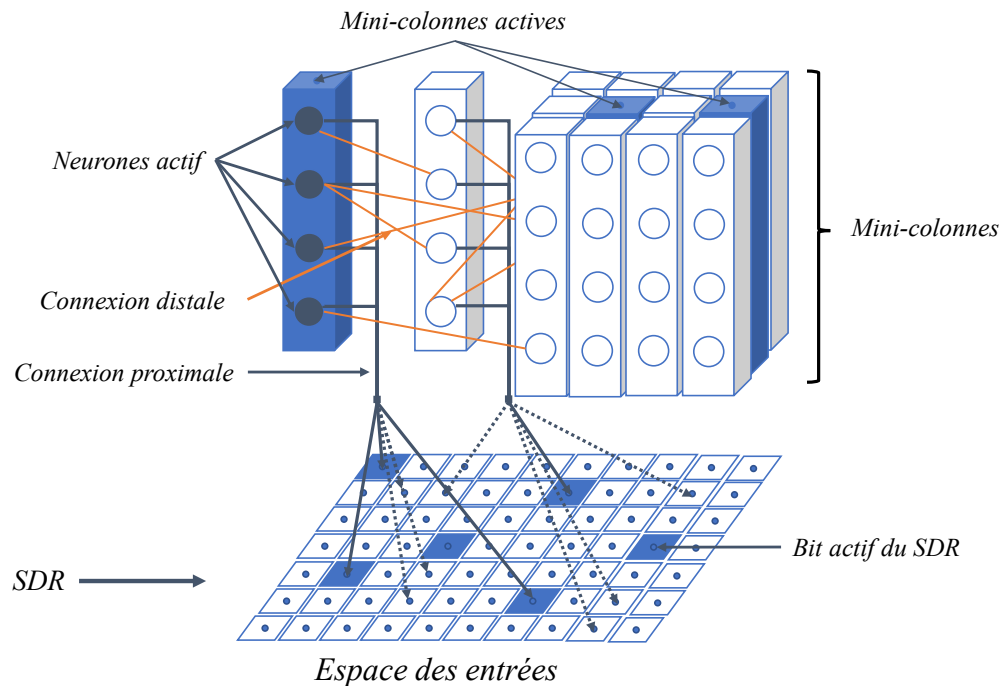 Mini-colonnes actives
Neurones actif
Mini-colonnes
Connexion distale
Connexion proximale
Bit actif du SDR
SDR
Espace des entrées